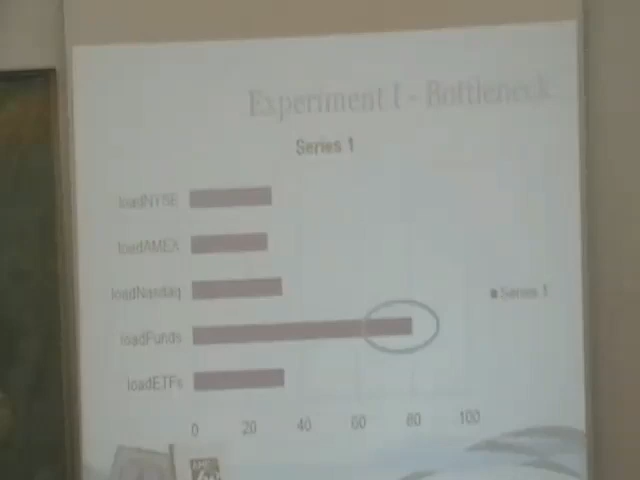 Experiment I - Bottleneck
Series 1
loadNYSE
loadAMEX
loadNasdaq
Series 1
loadFunds
loadETFs
0 20 40 60 80 100